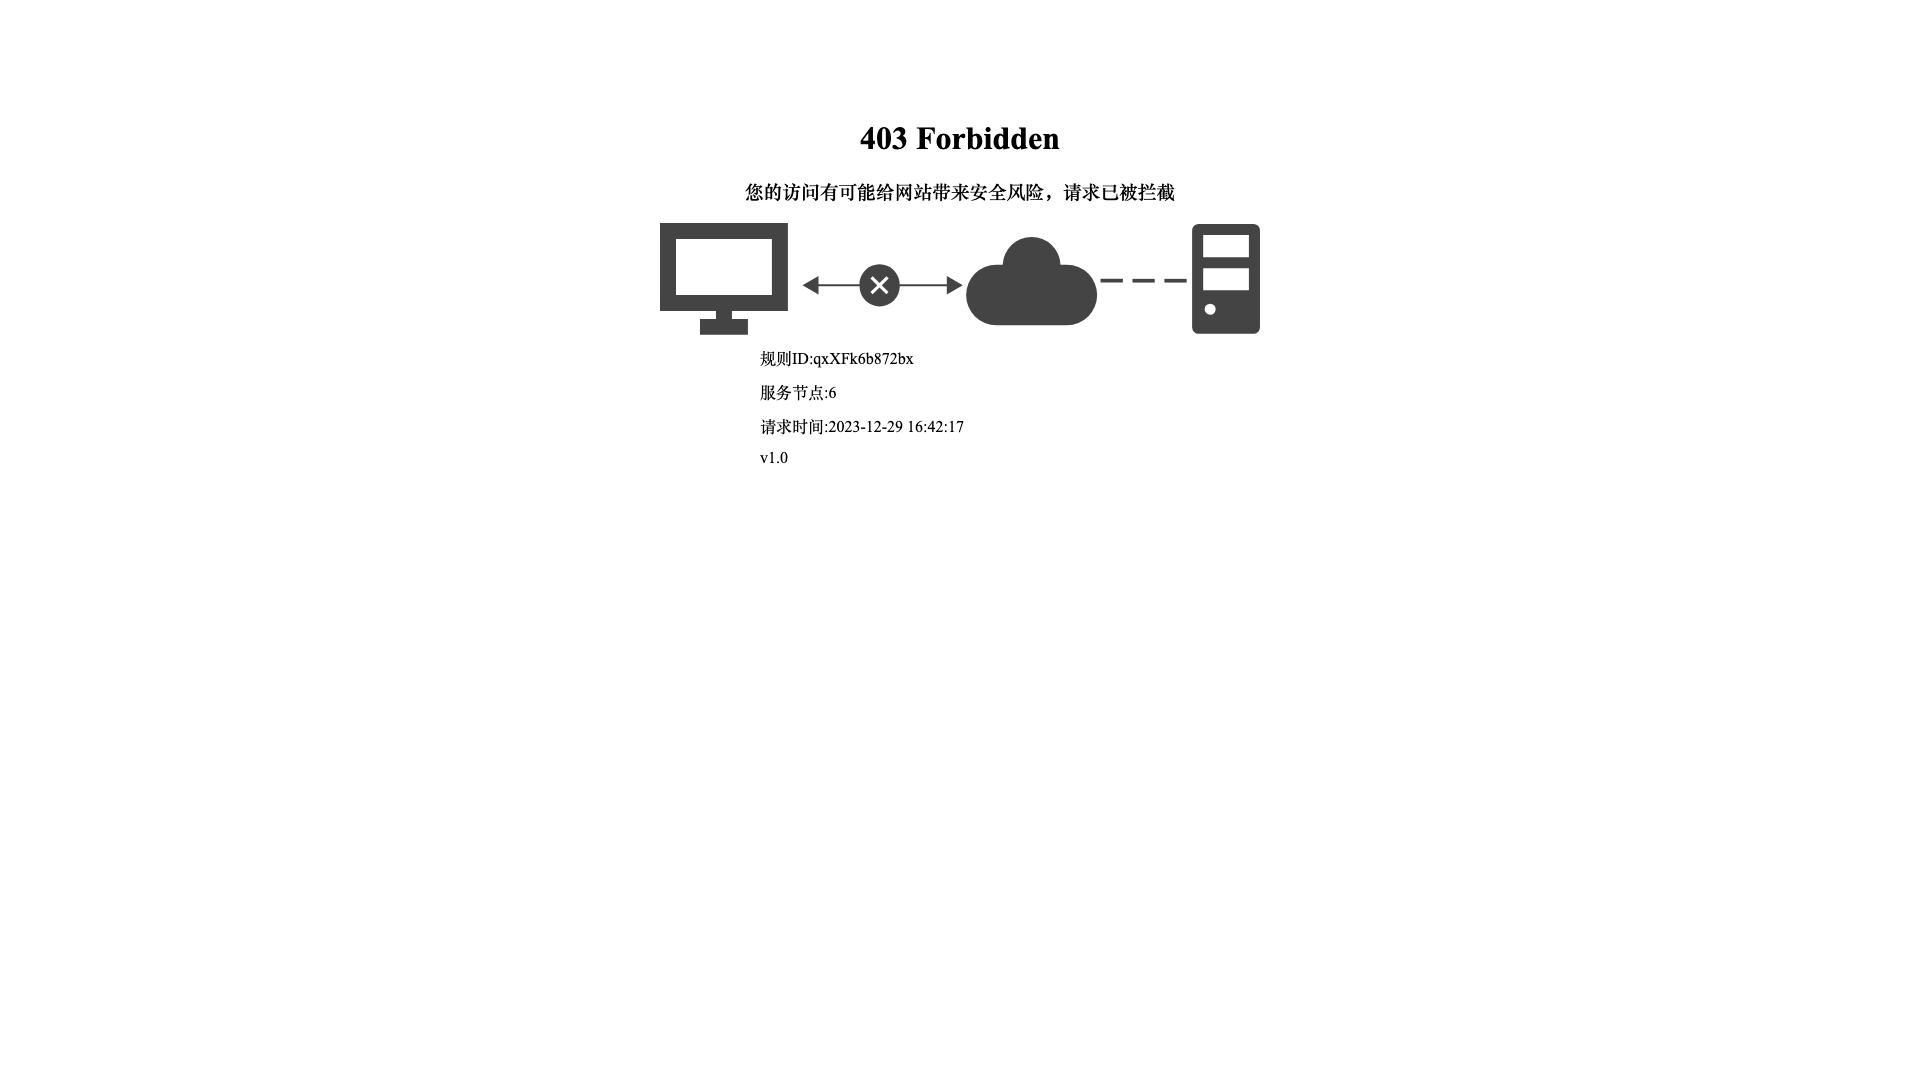 403 Forbidden
您的访问有可能给网站带来安全风险，请求已被拦截
规则ID:qxXFk6b872bx
服务节点:6
请求时间:2023-12-29 16:42:17
v1.0